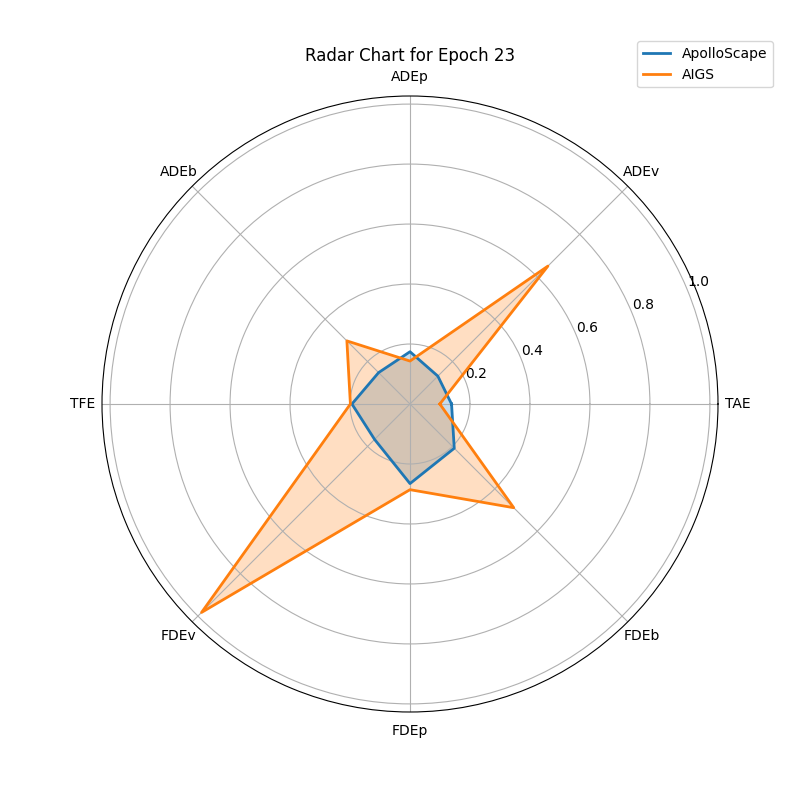 Radar Chart for Epoch 23
ApolloScape
AIGS
ADEp
ADEb
ADEv
1.0
0.8
0.6
0.4
0.2
TFE
TAE
FDEv
FDEb
FDEp